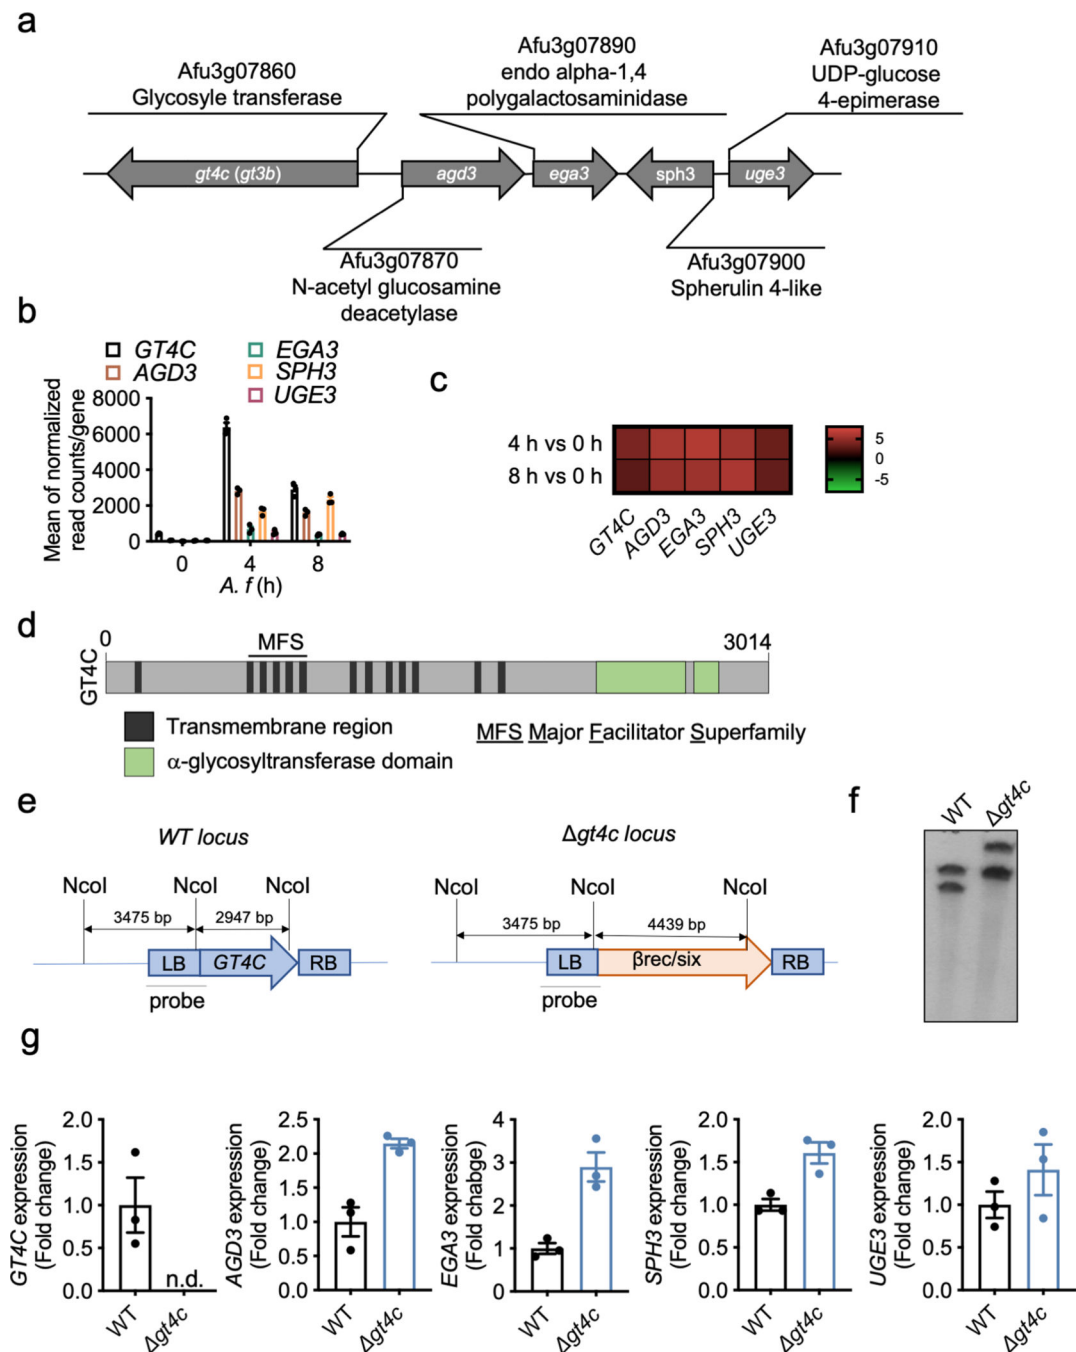 a
Afu3g07860
Glycosyle transferase
Afu3g07890
endo alpha-1,4
polygalactosaminidase
Afu3g07910
UDP-glucose
4-epimerase
gt4c (gt3b)
agd3
ega3
sph3
uge3
Afu3g07870
N-acetyl glucosamine
deacetylase
Afu3g07900
Spherulin 4-like
b
GT4C
AGD3
EGA3
SPH3
UGE3
Mean of normalized
read counts/gene
8000
6000
4000
2000
0
0
4
8
A. f (h)
c
4 h vs 0 h
8 h vs 0 h
GT4C
AGD3
EGA3
SPH3
UGE3
5
0
-5
d
GT4C
0
MFS
3014
Transmembrane region
α-glycosyltransferase domain
MFS Major Facilitator Superfamily
e
WT locus
NcoI
NcoI
NcoI
3475 bp
2947 bp
LB
GT4C
RB
probe
Δgt4c locus
NcoI
NcoI
NcoI
3475 bp
4439 bp
LB
βrec/six
RB
probe
f
WT
Δgt4c
g
GT4C expression
(Fold change)
2.0
1.5
1.0
0.5
0.0
n.d.
WT
Δgt4c
AGD3 expression
(Fold change)
2.5
2.0
1.5
1.0
0.5
0.0
WT
Δgt4c
EGA3 expression
(Fold chabge)
4
3
2
1
0
WT
Δgt4c
SPH3 expression
(Fold change)
2.0
1.5
1.0
0.5
0.0
WT
Δgt4c
UGE3 expression
(Fold change)
2.0
1.5
1.0
0.5
0.0
WT
Δgt4c